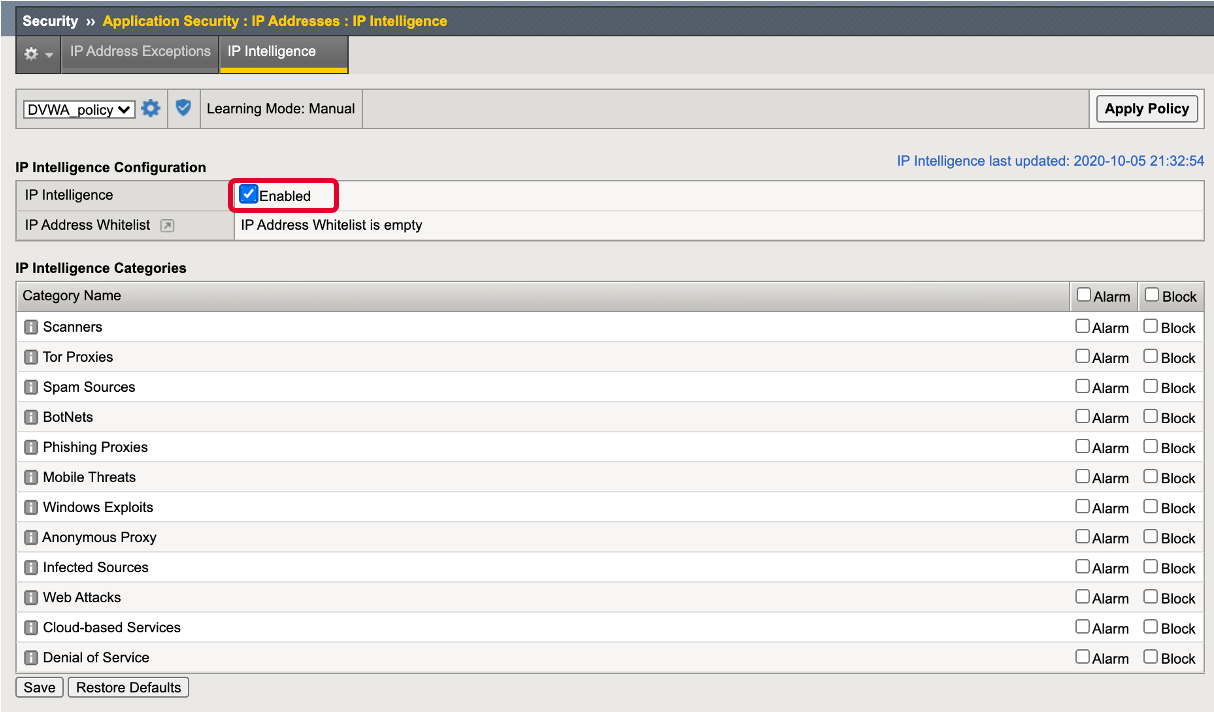 Security ›› Application Security : IP Addresses : IP Intelligence
IP Address Exceptions IP Intelligence
DVWA_policy Learning Mode: Manual Apply Policy
IP Intelligence last updated: 2020-10-05 21:32:54
IP Intelligence Configuration
IP Intelligence Enabled
IP Address Whitelist IP Address Whitelist is empty
IP Intelligence Categories
Category Name Alarm Block
Scanners Alarm Block
Tor Proxies Alarm Block
Spam Sources Alarm Block
BotNets Alarm Block
Phishing Proxies Alarm Block
Mobile Threats Alarm Block
Windows Exploits Alarm Block
Anonymous Proxy Alarm Block
Infected Sources Alarm Block
Web Attacks Alarm Block
Cloud-based Services Alarm Block
Denial of Service Alarm Block
Save Restore Defaults